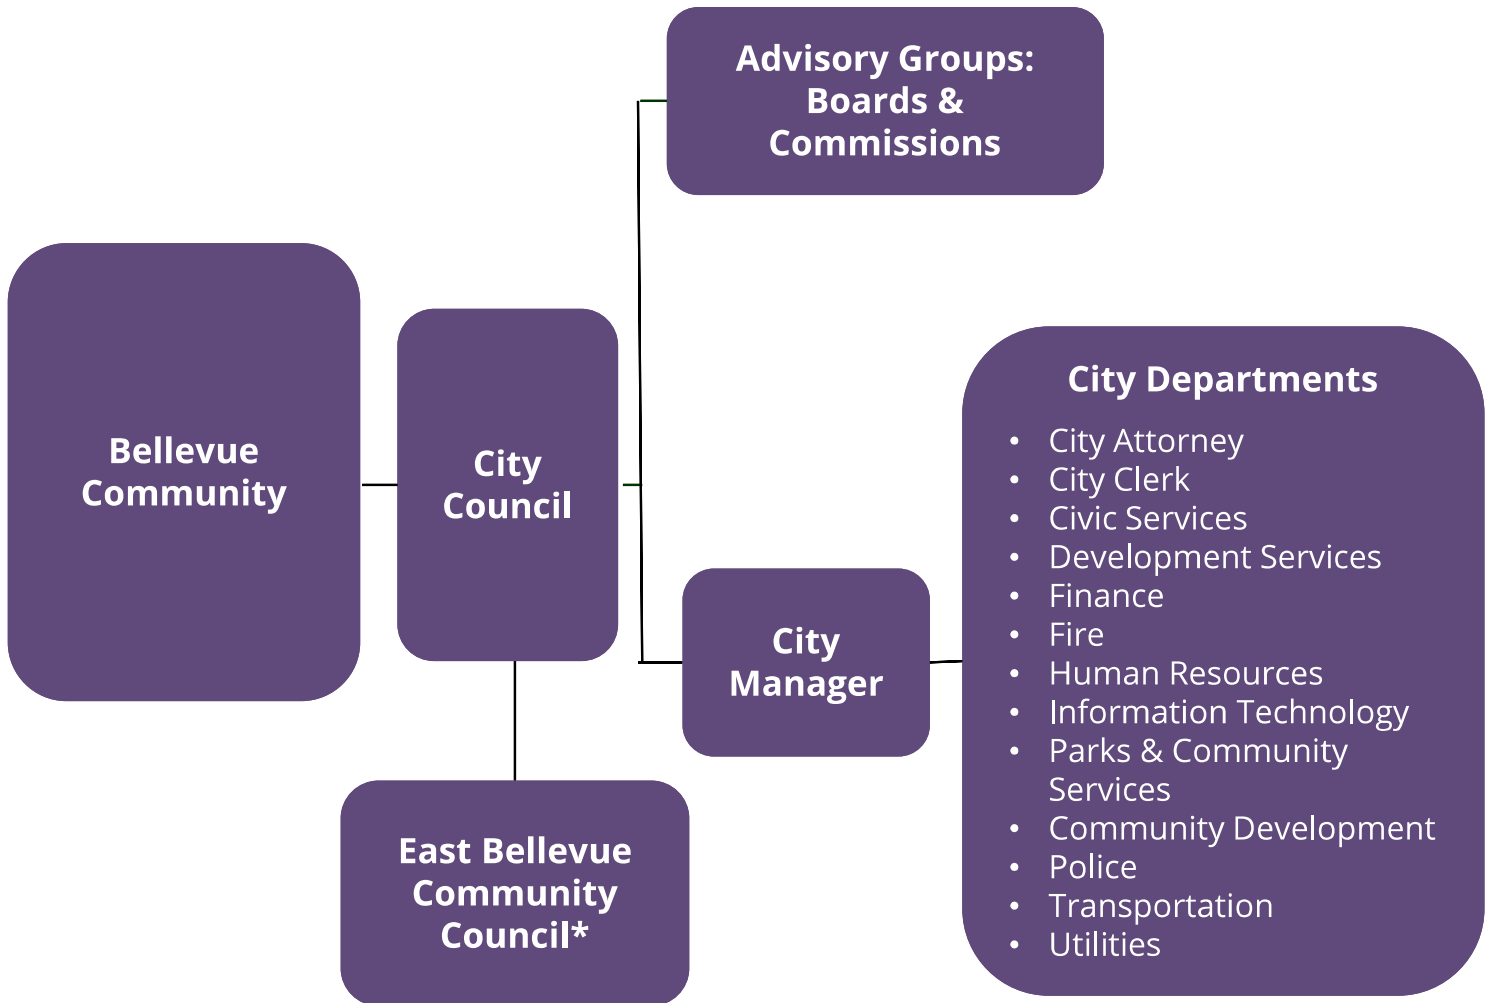 Advisory Groups:
Boards &
Commissions
Bellevue
Community
City
Council
City
Manager
East Bellevue
Community
Council*
City Departments
• City Attorney
• City Clerk
• Civic Services
• Development Services
• Finance
• Fire
• Human Resources
• Information Technology
• Parks & Community
Services
• Community Development
• Police
• Transportation
• Utilities